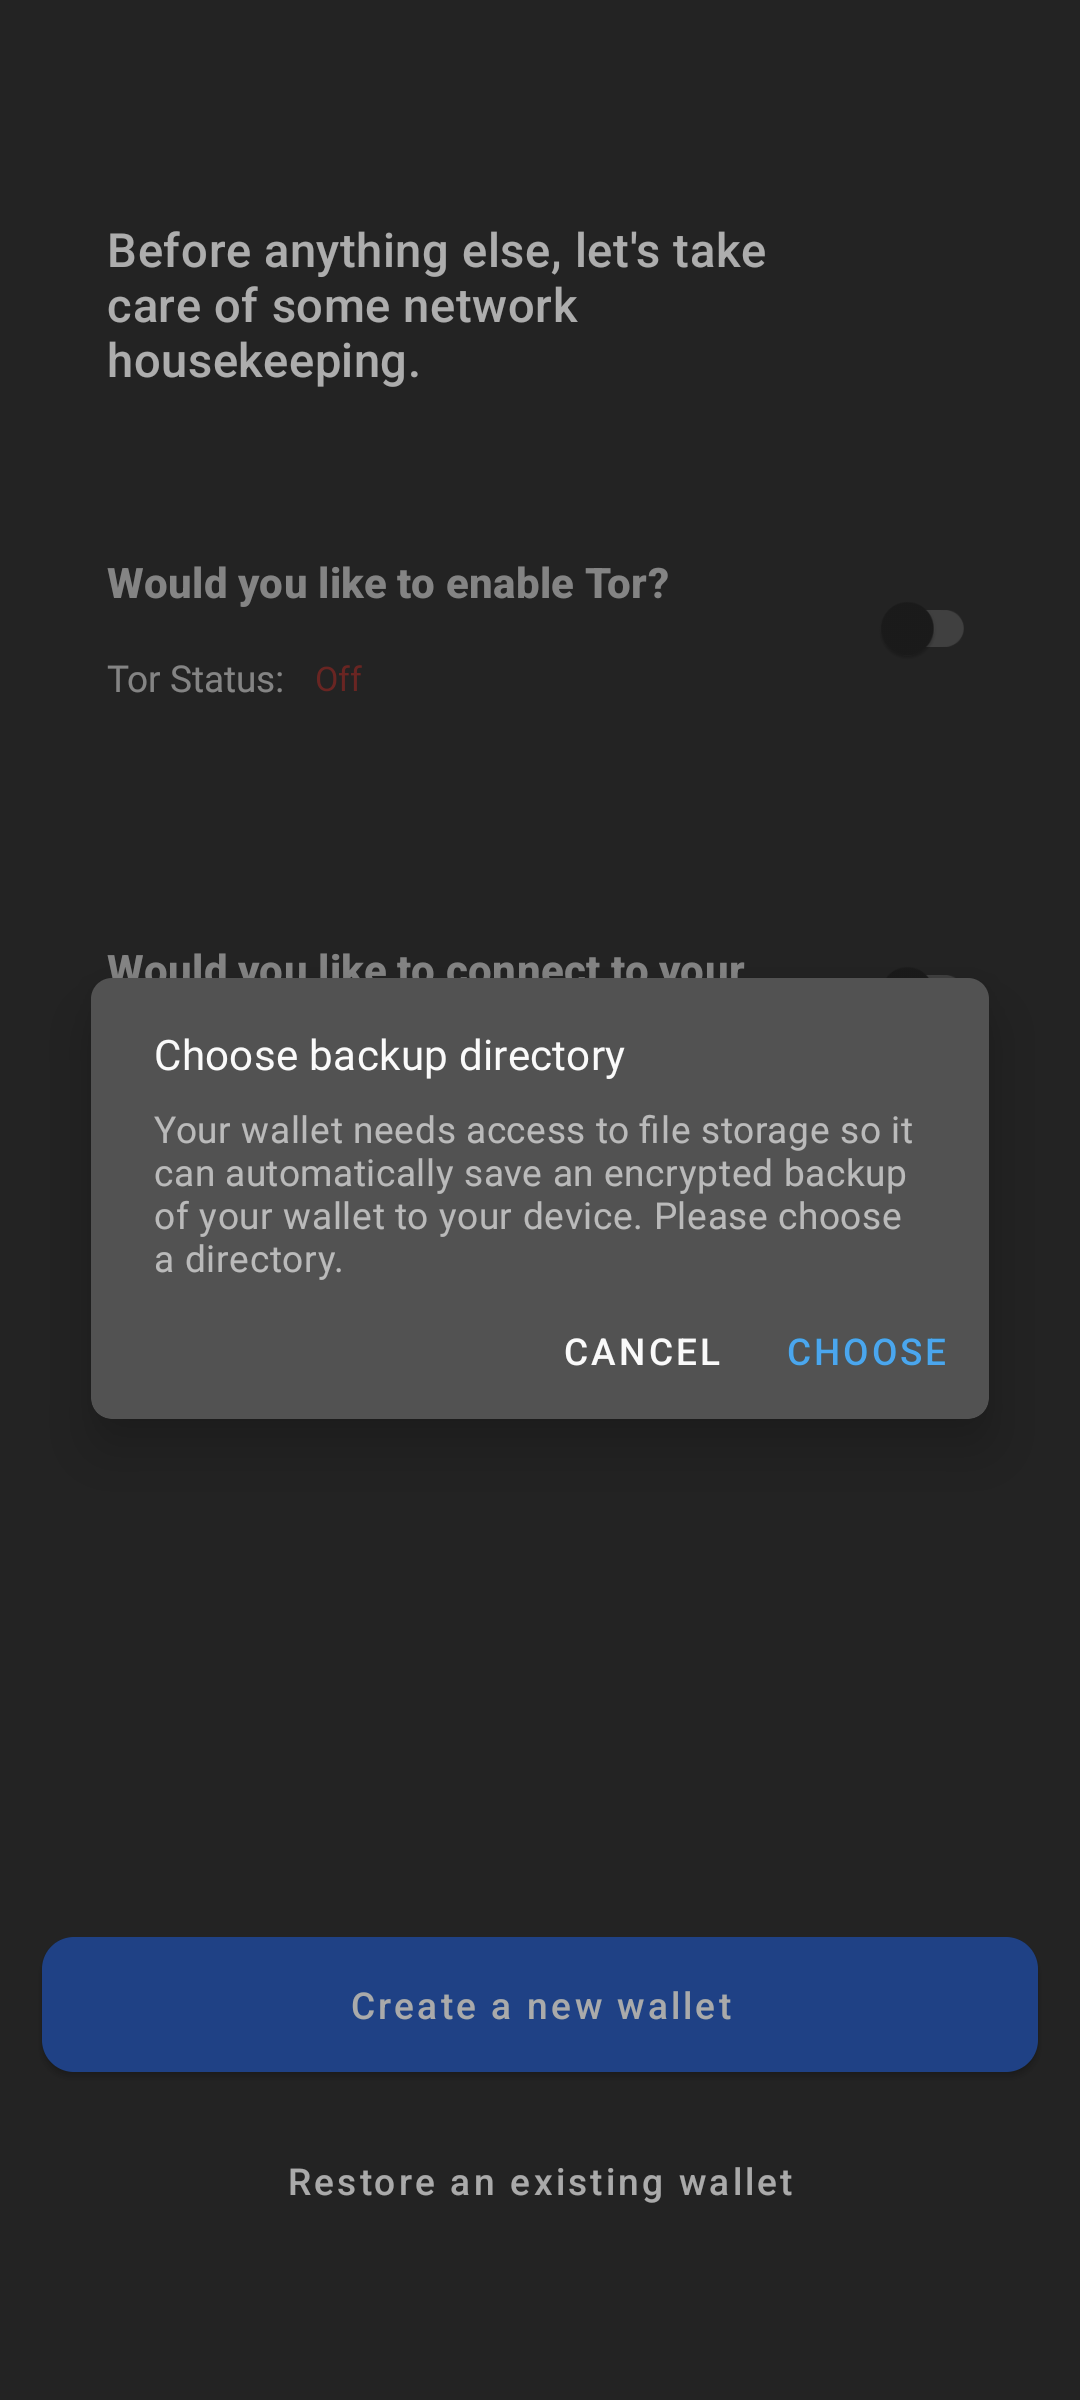 Before anything else, let's take
care of some network
housekeeping.
Would you like to enable Tor?
Tor Status: Off
Would you like to connect to your
Choose backup directory
Your wallet needs access to file storage so it
can automatically save an encrypted backup
of your wallet to your device. Please choose
a directory.
CANCEL CHOOSE
Create a new wallet
Restore an existing wallet